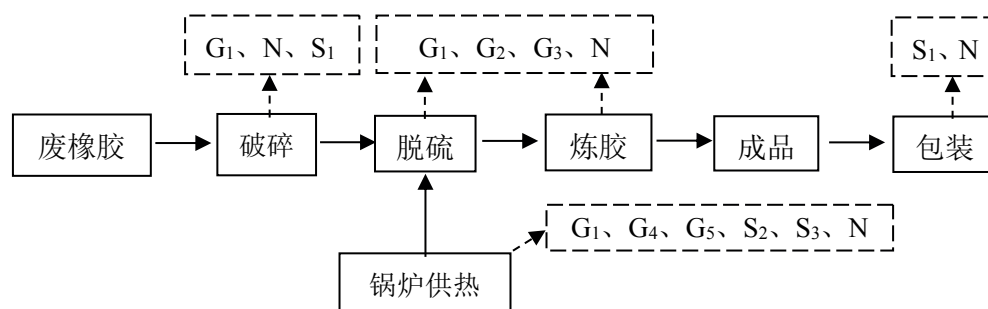 G₁、N、S₁
G₁、G₂、G₃、N
S₁、N
废橡胶
破碎
脱硫
炼胶
成品
包装
G₁、G₄、G₅、S₂、S₃、N
锅炉供热